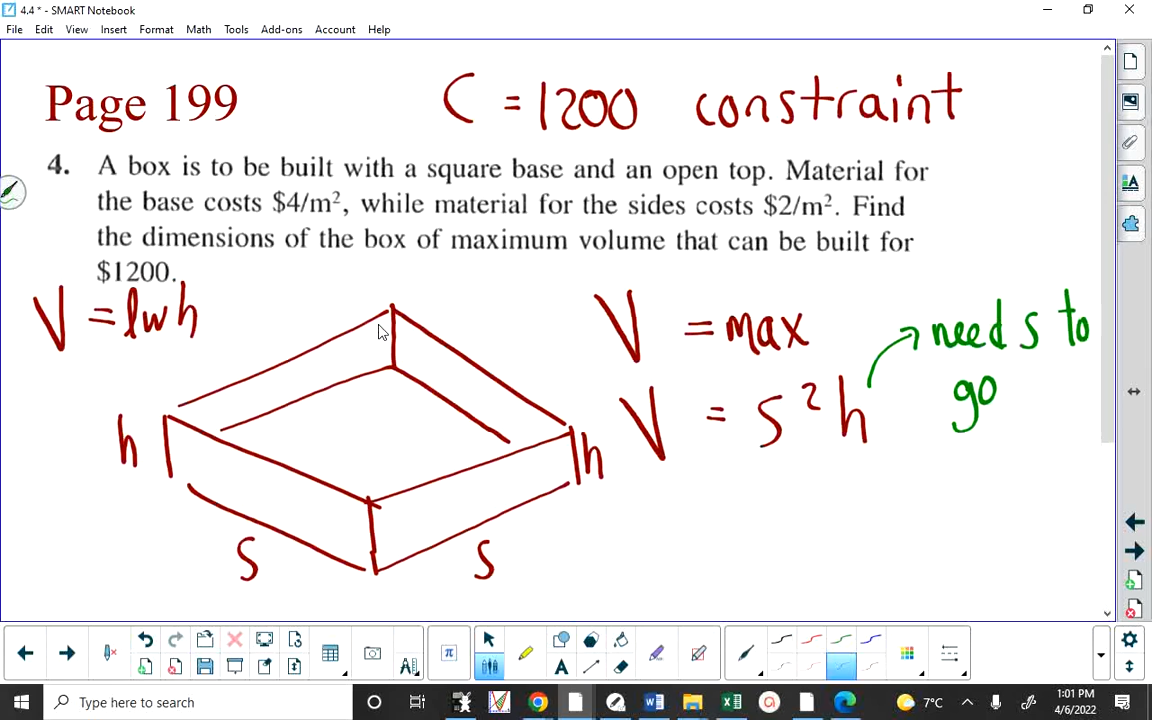 4.4 * - SMART Notebook
File Edit View Insert Format Math Tools Add-ons Account Help
Page 199
C = 1200 constraint
4. A box is to be built with a square base and an open top. Material for
the base costs $4/m², while material for the sides costs $2/m². Find
the dimensions of the box of maximum volume that can be built for
$1200.
V = lwh
V = max
needs to
go
V = s²h
h
h
s
s
π
A
Type here to search
7°C
1:01 PM
4/6/2022